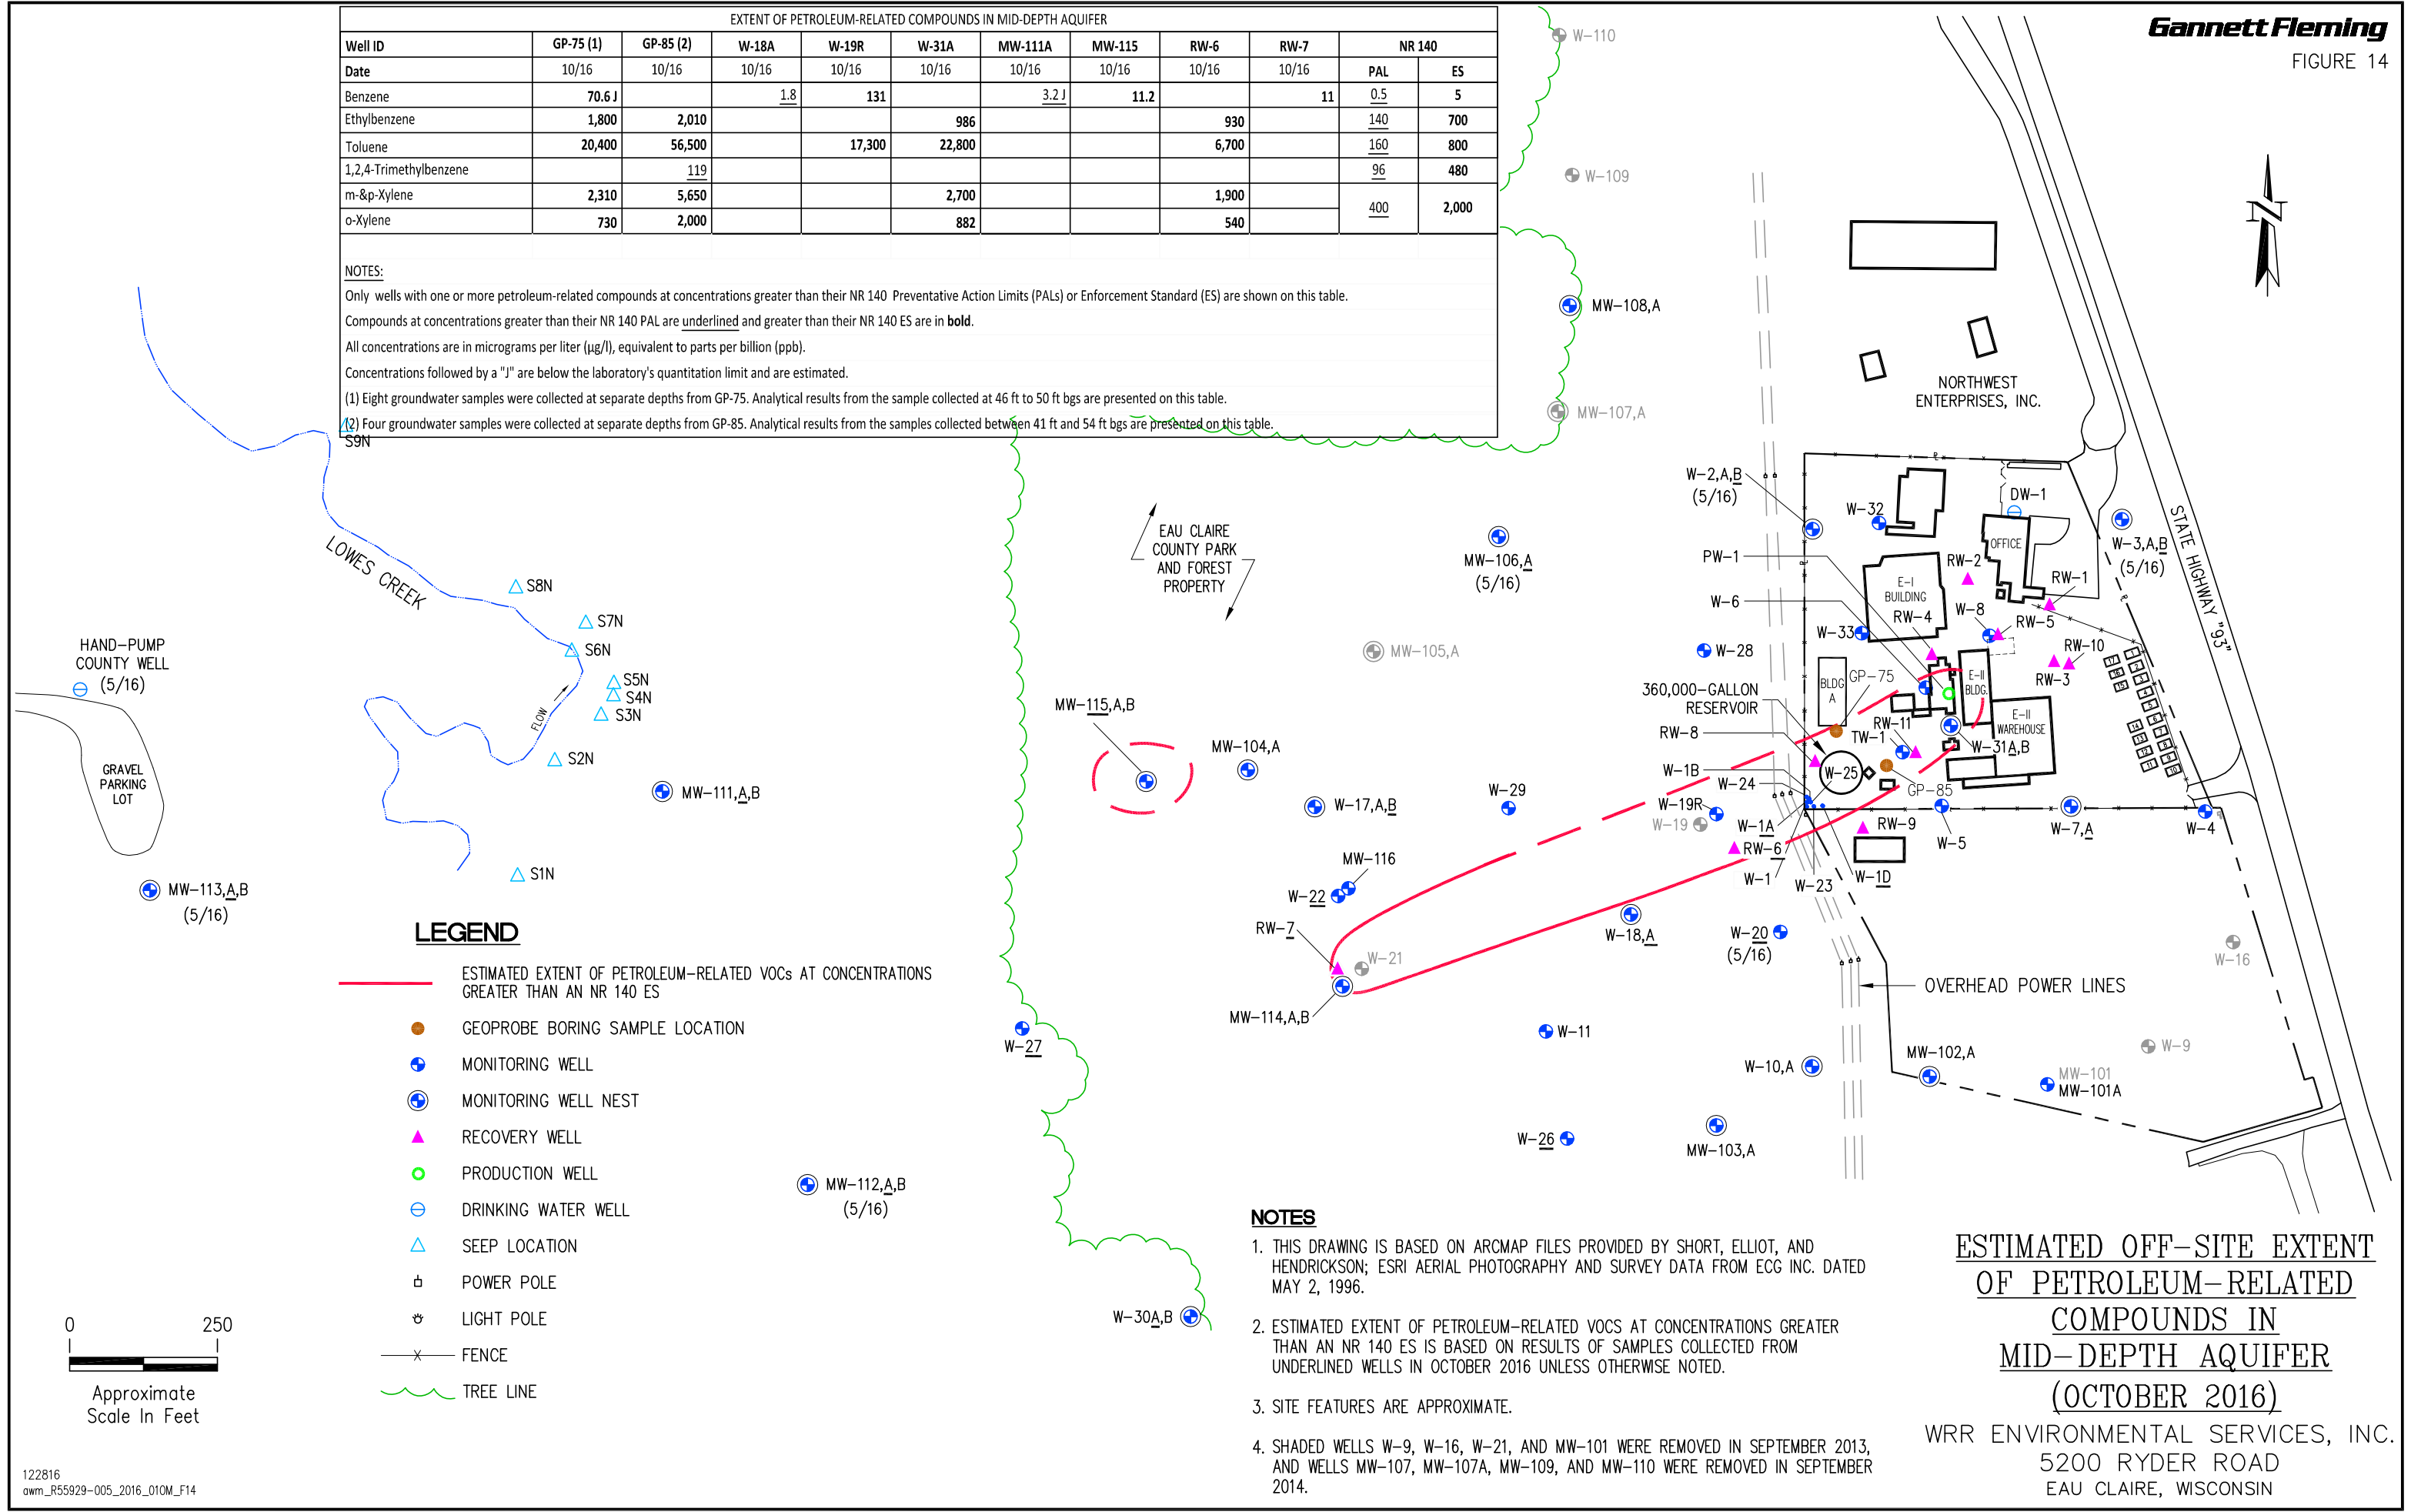 Gannett Fleming
FIGURE 14
EXTENT OF PETROLEUM-RELATED COMPOUNDS IN MID-DEPTH AQUIFER
Well ID GP-75 (1) GP-85 (2) W-18A W-19R W-31A MW-111A MW-115 RW-6 RW-7 NR 140
Date 10/16 10/16 10/16 10/16 10/16 10/16 10/16 10/16 10/16 PAL ES
Benzene 70.6 J 1.8 131 3.2 J 11.2 11 0.5 5
Ethylbenzene 1,800 2,010 986 930 140 700
Toluene 20,400 56,500 17,300 22,800 6,700 160 800
1,2,4-Trimethylbenzene 119 96 480
m-&p-Xylene 2,310 5,650 2,700 1,900 400 2,000
o-Xylene 730 2,000 882 540
NOTES:
Only wells with one or more petroleum-related compounds at concentrations greater than their NR 140 Preventative Action Limits (PALs) or Enforcement Standard (ES) are shown on this table.
Compounds at concentrations greater than their NR 140 PAL are underlined and greater than their NR 140 ES are in bold.
All concentrations are in micrograms per liter (µg/l), equivalent to parts per billion (ppb).
Concentrations followed by a "J" are below the laboratory's quantitation limit and are estimated.
(1) Eight groundwater samples were collected at separate depths from GP-75. Analytical results from the sample collected at 46 ft to 50 ft bgs are presented on this table.
(2) Four groundwater samples were collected at separate depths from GP-85. Analytical results from the samples collected between 41 ft and 54 ft bgs are presented on this table.
W-110
W-109
MW-108,A
MW-107,A
NORTHWEST
ENTERPRISES, INC.
STATE HIGHWAY "93"
S9N
LOWES CREEK
S8N
S7N
S6N
S5N
S4N
S3N
S2N
S1N
FLOW
HAND-PUMP
COUNTY WELL
(5/16)
GRAVEL
PARKING
LOT
MW-113,A,B
(5/16)
MW-111,A,B
MW-112,A,B
(5/16)
EAU CLAIRE
COUNTY PARK
AND FOREST
PROPERTY
MW-106,A
(5/16)
MW-105,A
MW-115,A,B
MW-104,A
W-17,A,B
W-29
MW-116
W-22
RW-7
W-21
MW-114,A,B
W-27
W-30A,B
W-11
W-26
W-18,A
W-20
(5/16)
W-10,A
MW-103,A
MW-102,A
MW-101
MW-101A
W-9
W-16
OVERHEAD POWER LINES
W-2,A,B
(5/16)
W-32
DW-1
OFFICE
W-3,A,B
(5/16)
PW-1
E-I
BUILDING
RW-2
RW-1
W-6
RW-4
W-8
RW-5
W-33
W-28
RW-10
RW-3
BLDG
A
GP-75
E-II
BLDG.
360,000-GALLON
RESERVOIR
RW-8
RW-11
TW-1
E-II
WAREHOUSE
W-31A,B
W-1B
W-25
W-24
GP-85
W-19R
W-19
W-1A
RW-9
RW-6
W-5
W-7,A
W-4
W-1
W-23
W-1D
LEGEND
ESTIMATED EXTENT OF PETROLEUM-RELATED VOCs AT CONCENTRATIONS
GREATER THAN AN NR 140 ES
GEOPROBE BORING SAMPLE LOCATION
MONITORING WELL
MONITORING WELL NEST
RECOVERY WELL
PRODUCTION WELL
DRINKING WATER WELL
SEEP LOCATION
POWER POLE
LIGHT POLE
FENCE
TREE LINE
0 250
Approximate
Scale In Feet
122816
awm_R55929-005_2016_010M_F14
NOTES
1. THIS DRAWING IS BASED ON ARCMAP FILES PROVIDED BY SHORT, ELLIOT, AND
HENDRICKSON; ESRI AERIAL PHOTOGRAPHY AND SURVEY DATA FROM ECG INC. DATED
MAY 2, 1996.
2. ESTIMATED EXTENT OF PETROLEUM-RELATED VOCS AT CONCENTRATIONS GREATER
THAN AN NR 140 ES IS BASED ON RESULTS OF SAMPLES COLLECTED FROM
UNDERLINED WELLS IN OCTOBER 2016 UNLESS OTHERWISE NOTED.
3. SITE FEATURES ARE APPROXIMATE.
4. SHADED WELLS W-9, W-16, W-21, AND MW-101 WERE REMOVED IN SEPTEMBER 2013,
AND WELLS MW-107, MW-107A, MW-109, AND MW-110 WERE REMOVED IN SEPTEMBER
2014.
ESTIMATED OFF-SITE EXTENT
OF PETROLEUM-RELATED
COMPOUNDS IN
MID-DEPTH AQUIFER
(OCTOBER 2016)
WRR ENVIRONMENTAL SERVICES, INC.
5200 RYDER ROAD
EAU CLAIRE, WISCONSIN